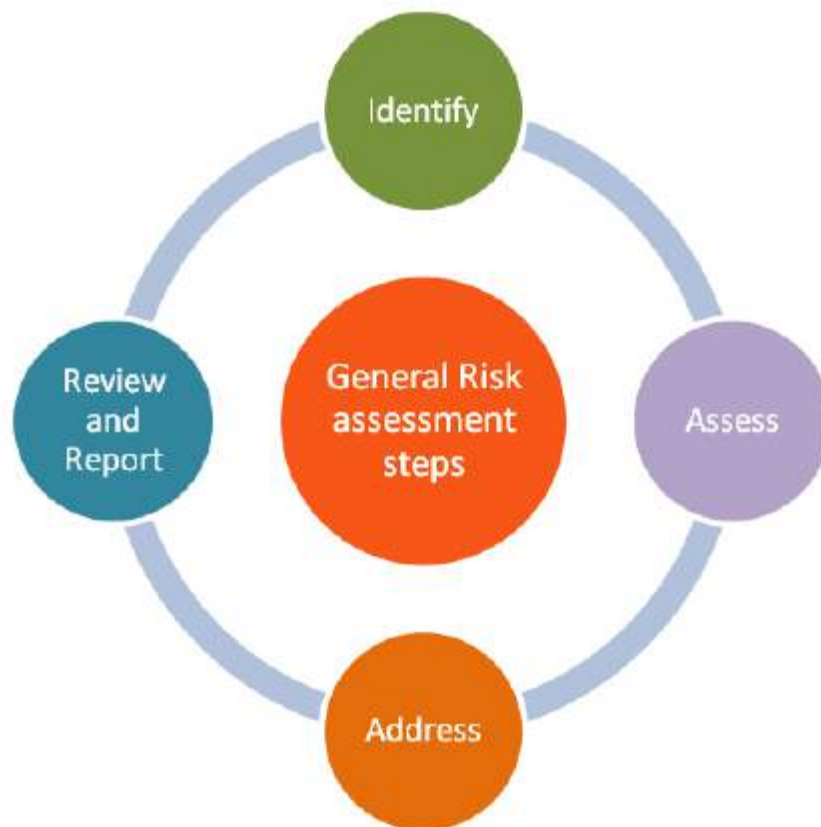 Identify
Review
and
Report
General Risk
assessment
steps
Assess
Address